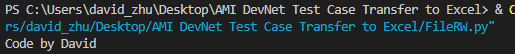 PS C:\Users\david_zhu\Desktop\AMI DevNet Test Case Transfer to Excel> & C
rs/david_zhu/Desktop/AMI DevNet Test Case Transfer to Excel/FileRW.py"
Code by David